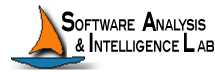 SOFTWARE ANALYSIS
& INTELLIGENCE LAB